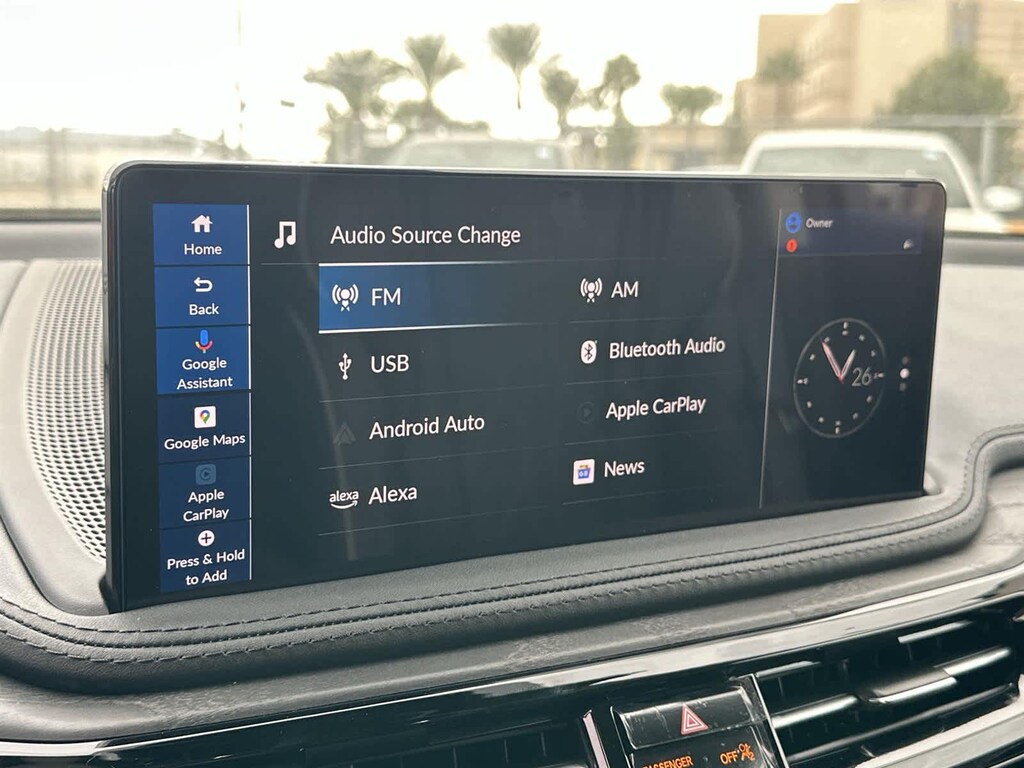 Home
Back
Google
Assistant
Google Maps
Apple
CarPlay
Press & Hold
to Add
Audio Source Change
FM
AM
USB
Bluetooth Audio
Android Auto
Apple CarPlay
alexa Alexa
News
Owner
26
PASSENGER
OFF